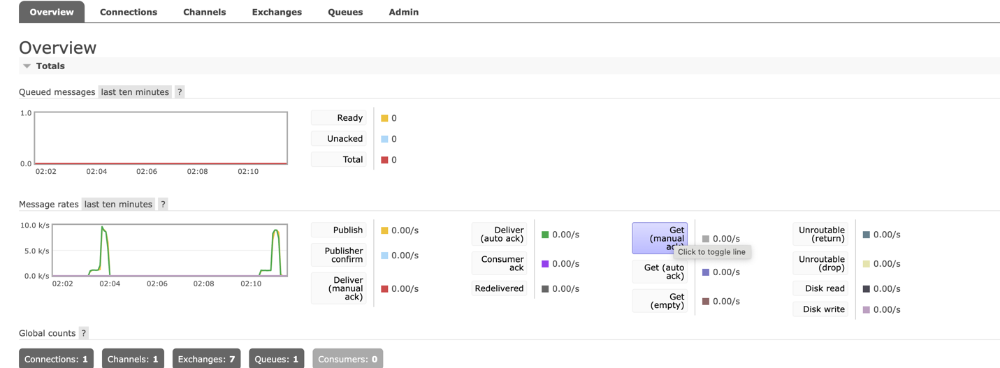 Overview Connections Channels Exchanges Queues Admin
Overview
Totals
Queued messages last ten minutes ?
1.0
0.0
02:02 02:04 02:06 02:08 02:10
Ready 0
Unacked 0
Total 0
Message rates last ten minutes ?
10.0 k/s
5.0 k/s
0.0 k/s
02:02 02:04 02:06 02:08 02:10
Publish 0.00/s
Publisher
confirm 0.00/s
Deliver
(manual
ack) 0.00/s
Deliver
(auto ack) 0.00/s
Consumer
ack 0.00/s
Redelivered 0.00/s
Get
(manual
0.00/s
Click to toggle line
Get (auto
ack) 0.00/s
Get
(empty) 0.00/s
Unroutable
(return) 0.00/s
Unroutable
(drop) 0.00/s
Disk read 0.00/s
Disk write 0.00/s
Global counts ?
Connections: 1 Channels: 1 Exchanges: 7 Queues: 1 Consumers: 0